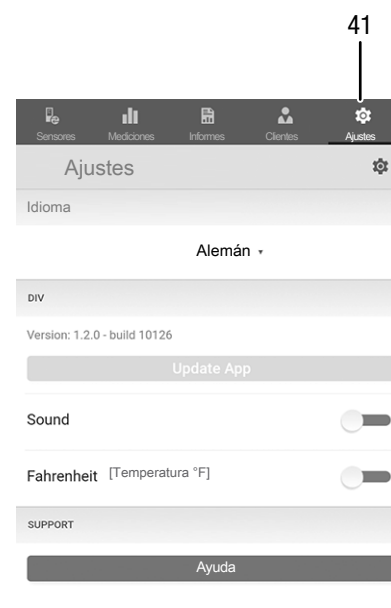 41
Sensores Mediciones Informes Clientes Ajustes
Ajustes
Idioma
Alemán
DIV
Version: 1.2.0 - build 10126
Update App
Sound
Fahrenheit [Temperatura °F]
SUPPORT
Ayuda